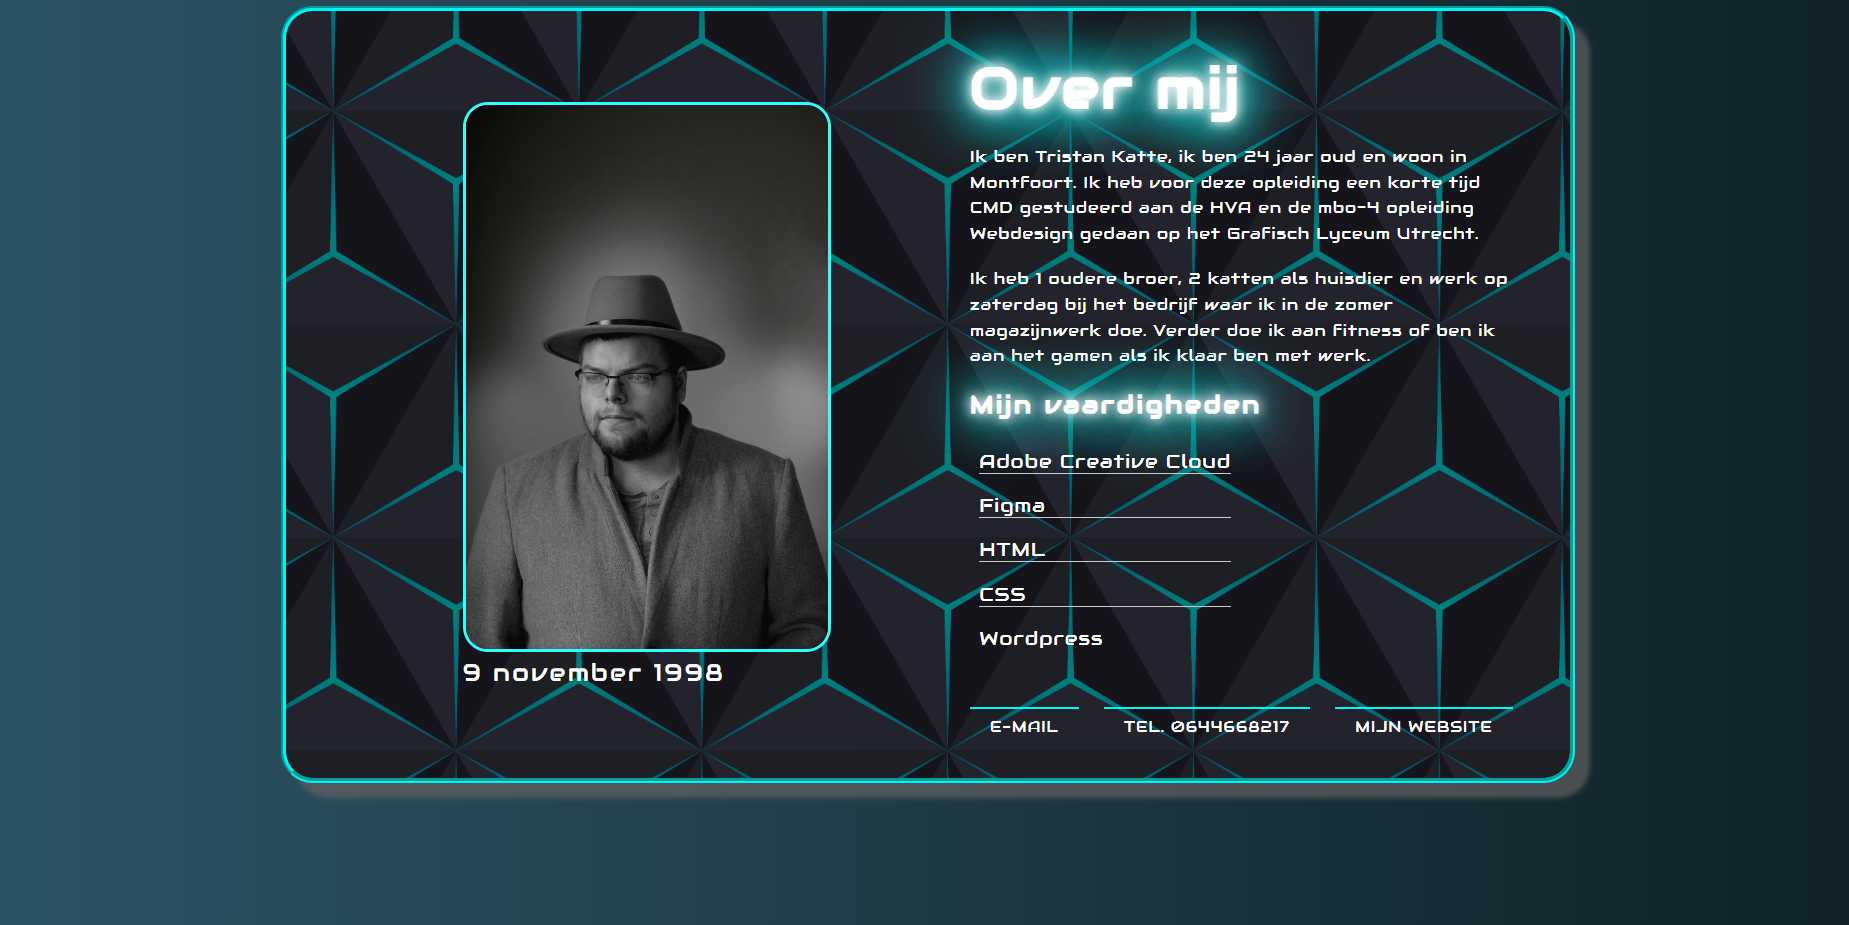 Over mij
Ik ben Tristan Katte, ik ben 24 jaar oud en woon in
Montfoort. Ik heb voor deze opleiding een korte tijd
CMD gestudeerd aan de HVA en de mbo-4 opleiding
Webdesign gedaan op het Grafisch Lyceum Utrecht.
Ik heb 1 oudere broer, 2 katten als huisdier en werk op
zaterdag bij het bedrijf waar ik in de zomer
magazijnwerk doe. Verder doe ik aan fitness of ben ik
aan het gamen als ik klaar ben met werk.
Mijn vaardigheden
Adobe Creative Cloud
Figma
HTML
CSS
Wordpress
9 november 1998
E-MAIL
TEL. 0644668217
MIJN WEBSITE